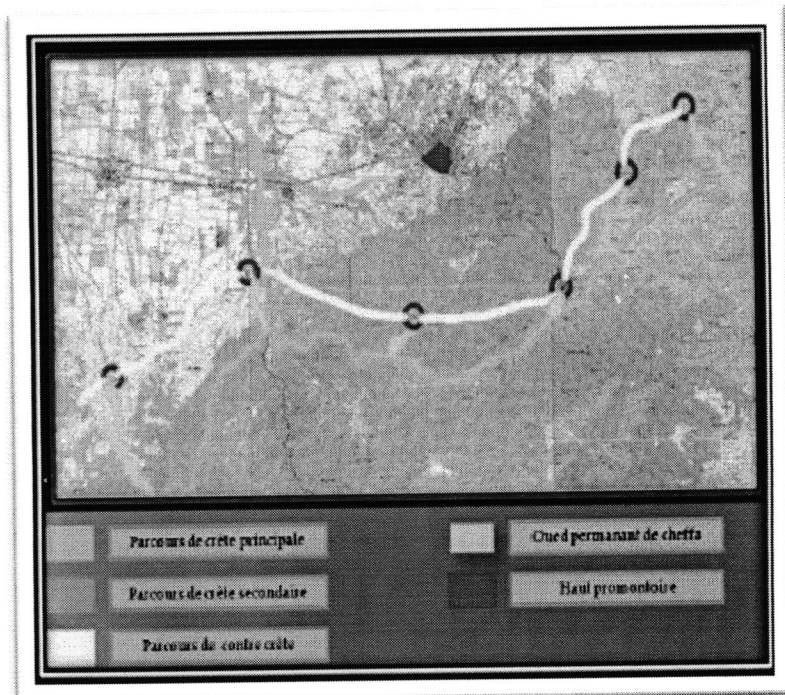 Parcours de crête principale
Parcours de crête secondaire
Parcours de contre crête
Oued permanant de cheffa
Haut promontoire